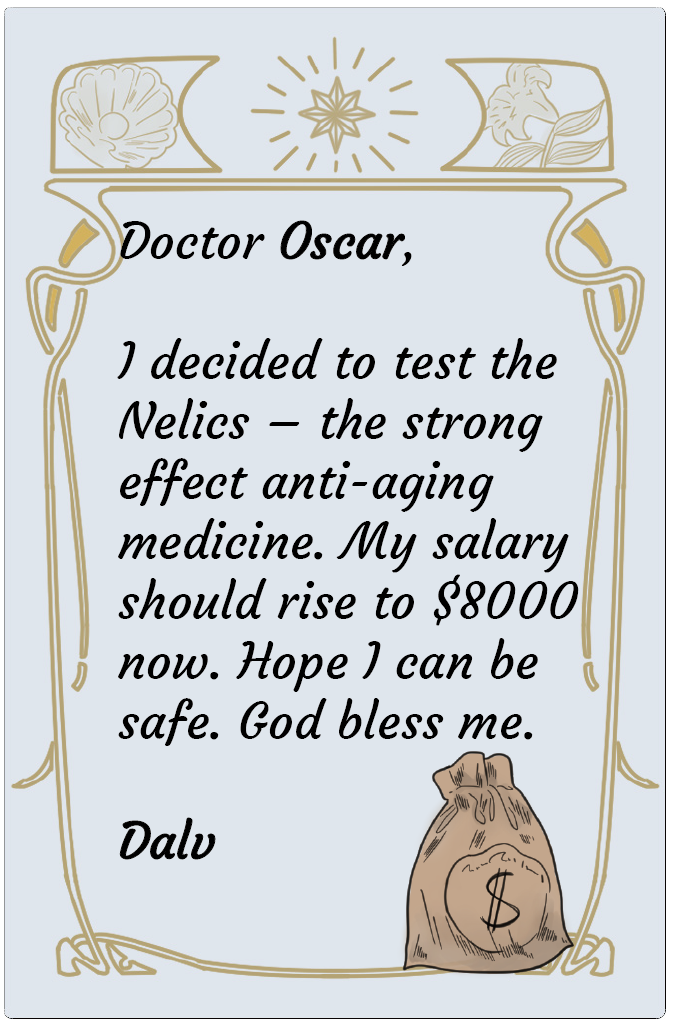 Doctor Oscar,
I decided to test the
Nelics – the strong
effect anti-aging
medicine. My salary
should rise to $8000
now. Hope I can be
safe. God bless me.
Dalv
$